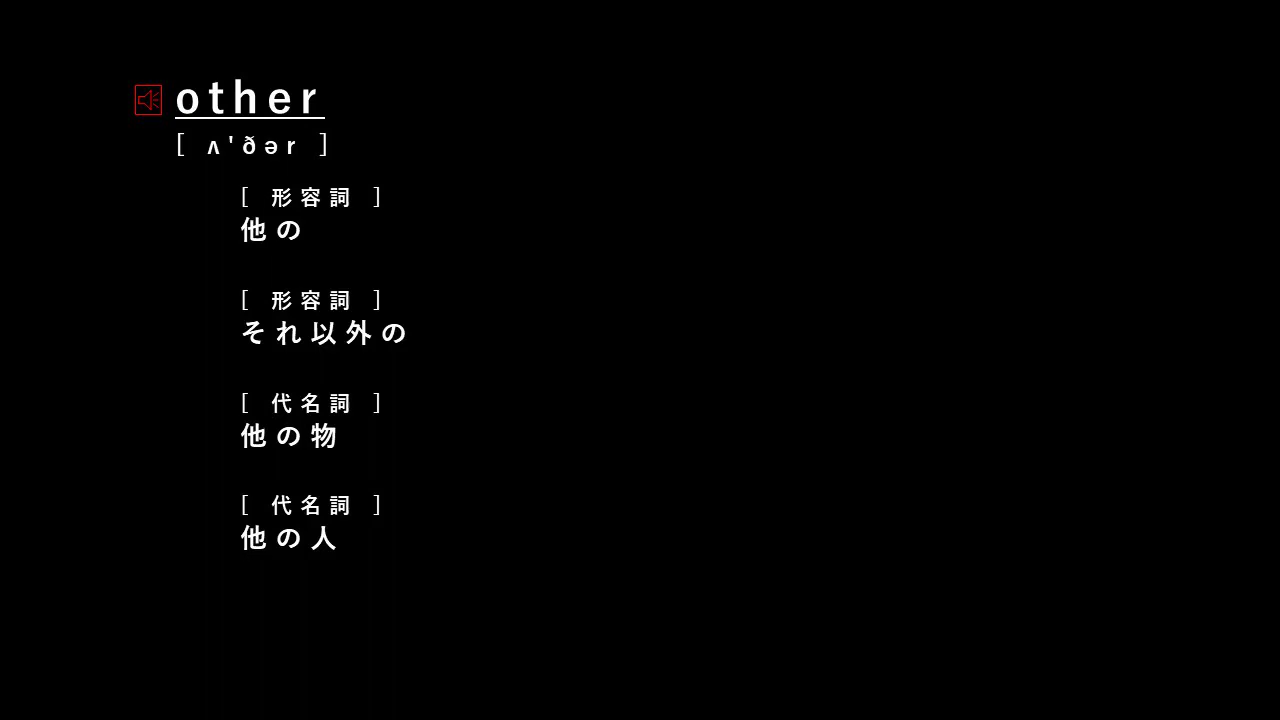 other
[ ʌ'ðər ]
[ 形容詞 ]
他の
[ 形容詞 ]
それ以外の
[ 代名詞 ]
他の物
[ 代名詞 ]
他の人